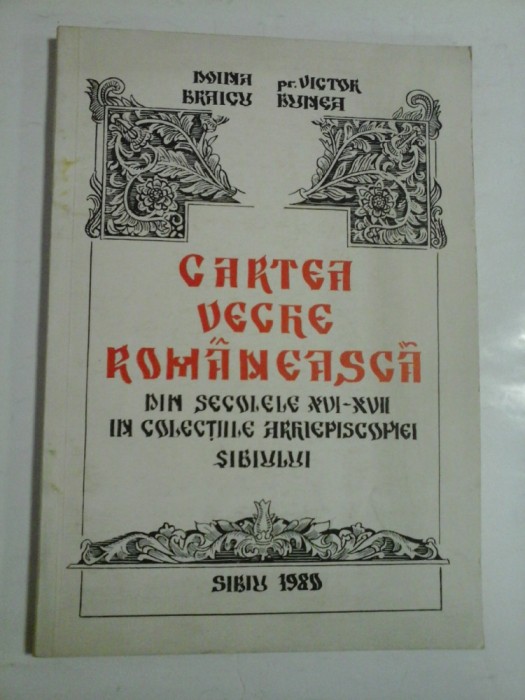 DOINA pr. VICTOR
BRAICU BUNEA
CARTEA
VECHE
ROMÂNEASCĂ
DIN SECOLELE XVI-XVII
IN COLECȚIILE ARHIEPISCOPIEI
SIBIULUI
SIBIU 1980